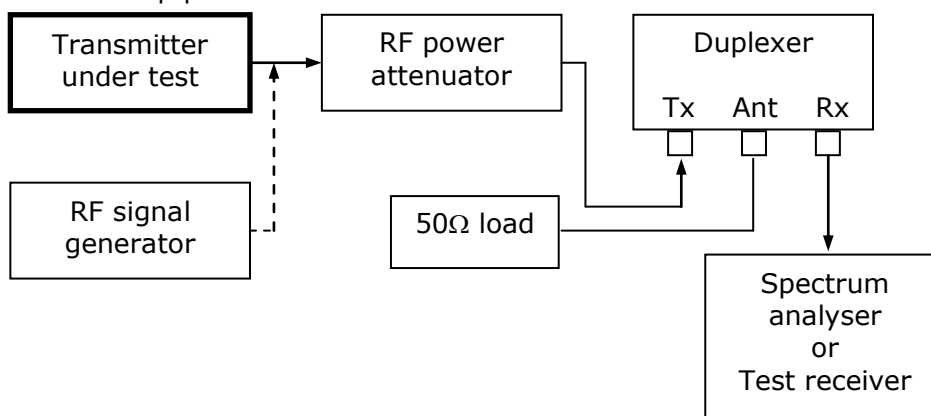 Transmitter
under test
RF power
attenuator
Duplexer
Tx Ant Rx
RF signal
generator
50Ω load
Spectrum
analyser
or
Test receiver